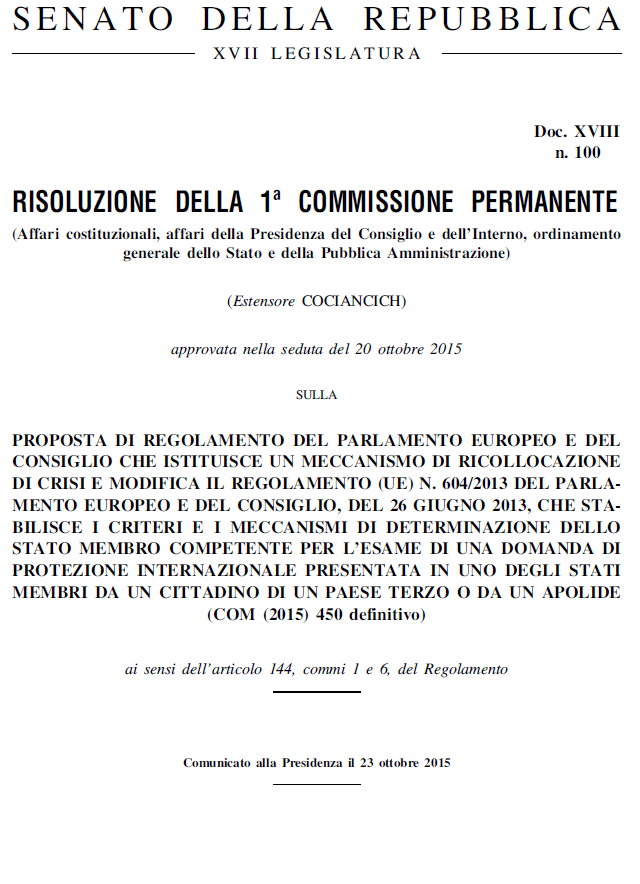 SENATO DELLA REPUBBLICA
XVII LEGISLATURA
Doc. XVIII
n. 100
RISOLUZIONE DELLA 1ª COMMISSIONE PERMANENTE
(Affari costituzionali, affari della Presidenza del Consiglio e dell'Interno, ordinamento
generale dello Stato e della Pubblica Amministrazione)
(Estensore COCIANCICH)
approvata nella seduta del 20 ottobre 2015
SULLA
PROPOSTA DI REGOLAMENTO DEL PARLAMENTO EUROPEO E DEL
CONSIGLIO CHE ISTITUISCE UN MECCANISMO DI RICOLLOCAZIONE
DI CRISI E MODIFICA IL REGOLAMENTO (UE) N. 604/2013 DEL PARLA-
MENTO EUROPEO E DEL CONSIGLIO, DEL 26 GIUGNO 2013, CHE STA-
BILISCE I CRITERI E I MECCANISMI DI DETERMINAZIONE DELLO
STATO MEMBRO COMPETENTE PER L'ESAME DI UNA DOMANDA DI
PROTEZIONE INTERNAZIONALE PRESENTATA IN UNO DEGLI STATI
MEMBRI DA UN CITTADINO DI UN PAESE TERZO O DA UN APOLIDE
(COM (2015) 450 definitivo)
ai sensi dell'articolo 144, commi 1 e 6, del Regolamento
Comunicato alla Presidenza il 23 ottobre 2015